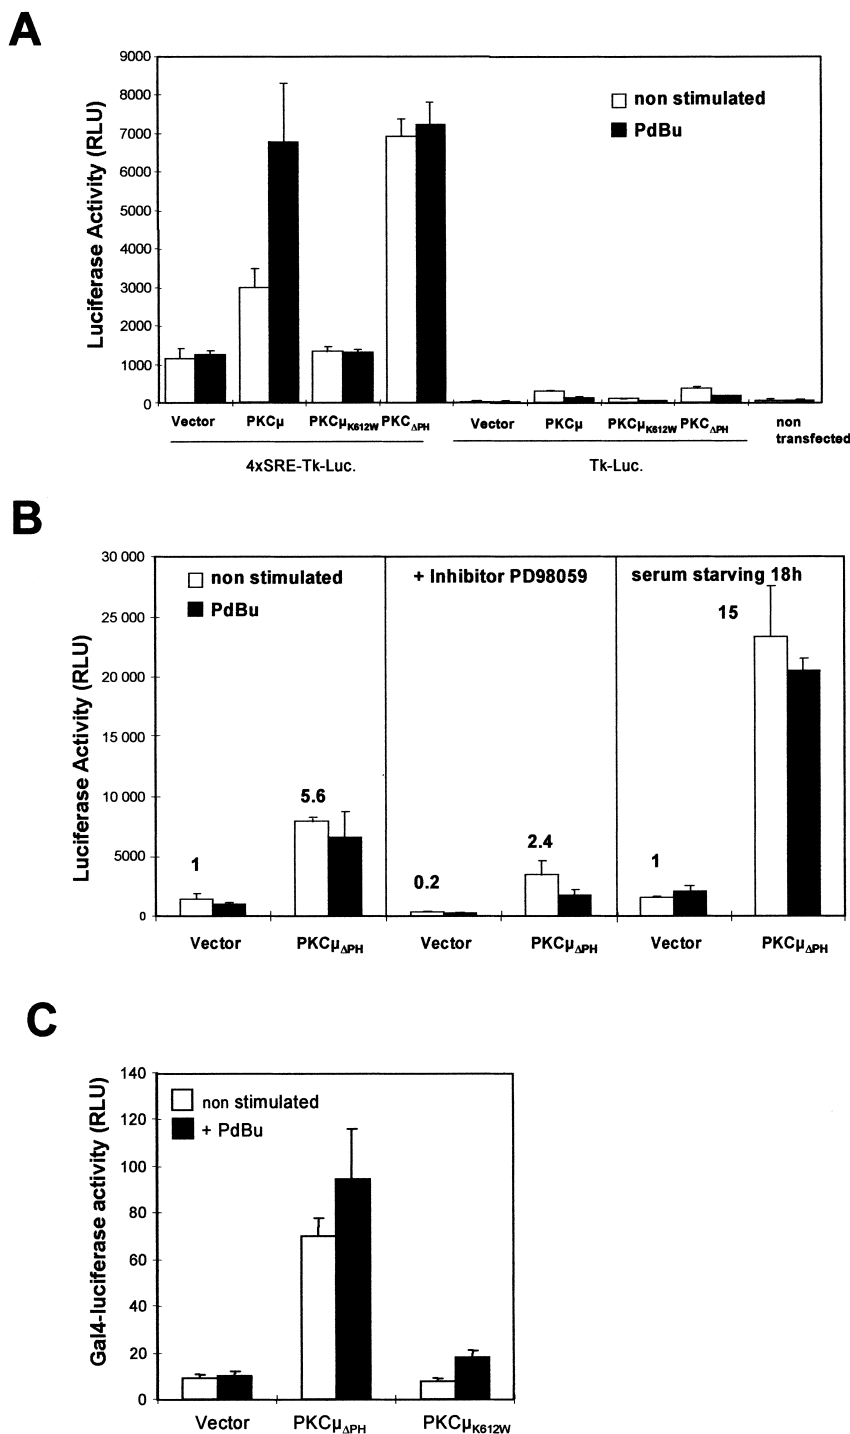 A
9000
8000
7000
6000
5000
4000
3000
2000
1000
0
Luciferase Activity (RLU)
non stimulated
PdBu
Vector PKCμ PKCμK612W PKCΔPH Vector PKCμ PKCμK612W PKCΔPH non transfected
4xSRE-Tk-Luc. Tk-Luc.
B
30 000
25 000
20 000
15 000
10 000
5000
0
Luciferase Activity (RLU)
non stimulated
PdBu
+ Inhibitor PD98059
serum starving 18h
1
5.6
0.2
2.4
1
15
Vector PKCμΔPH Vector PKCμΔPH Vector PKCμΔPH
C
140
120
100
80
60
40
20
0
Gal4-luciferase activity (RLU)
non stimulated
+ PdBu
Vector PKCμΔPH PKCμK612W